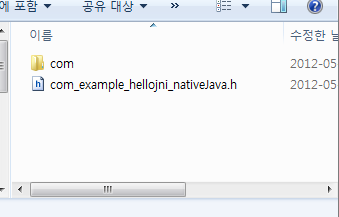 에 포함 공유 대상 »
이름 수정한 날
com 2012-05
com_example_hellojni_nativeJava.h 2012-05